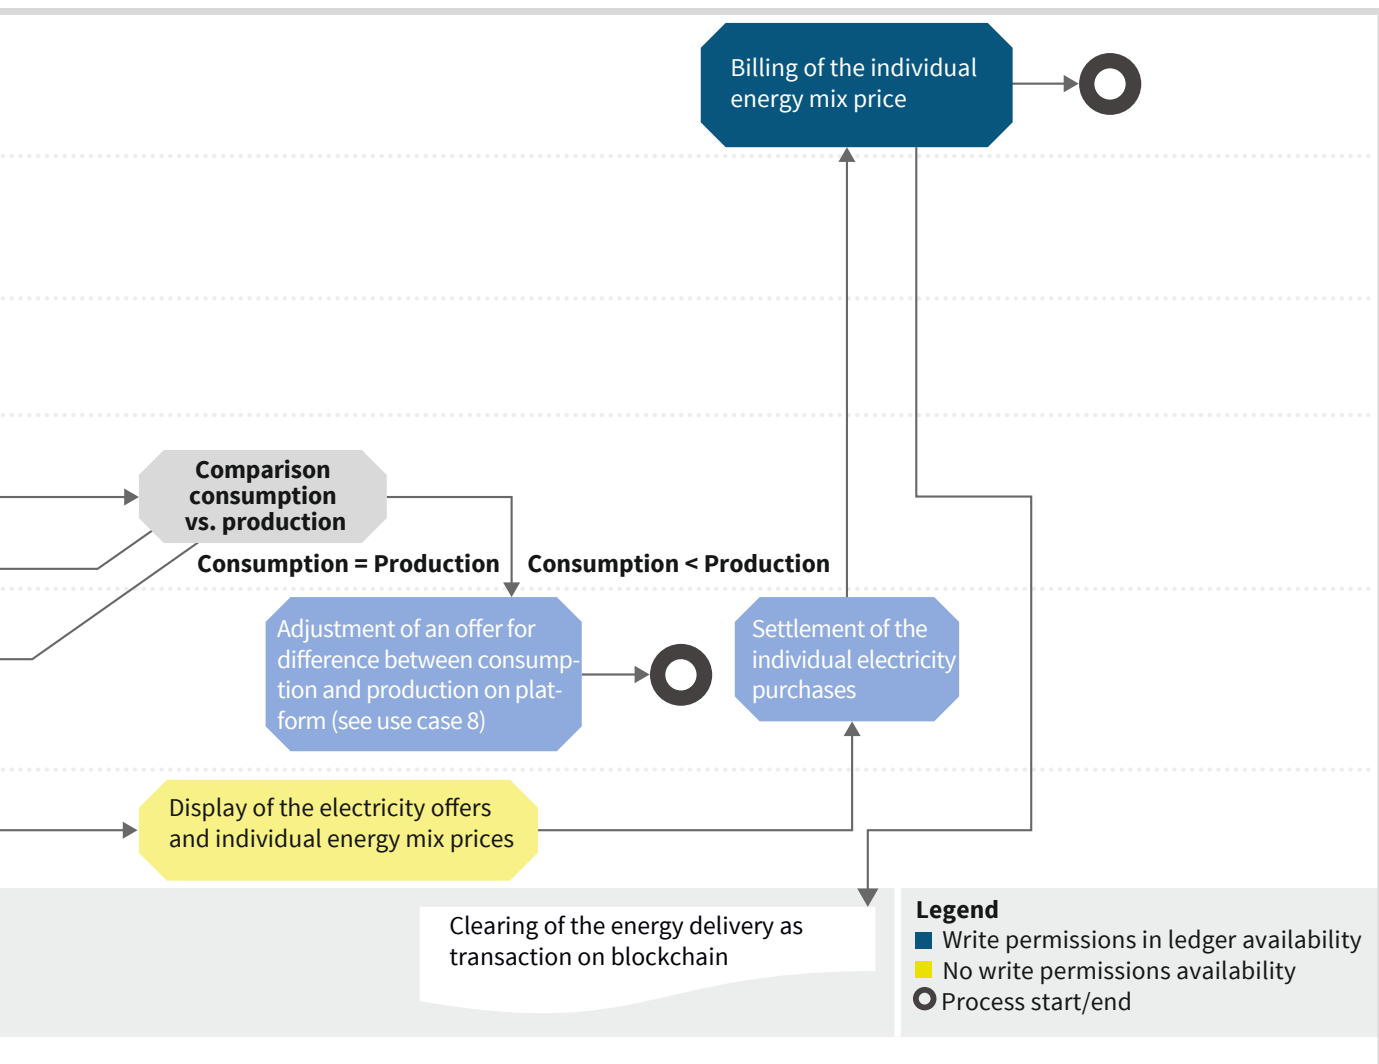 Billing of the individual
energy mix price
Comparison
consumption
vs. production
Consumption = Production
Consumption < Production
Adjustment of an offer for
difference between consump-
tion and production on plat-
form (see use case 8)
Settlement of the
individual electricity
purchases
Display of the electricity offers
and individual energy mix prices
Clearing of the energy delivery as
transaction on blockchain
Legend
Write permissions in ledger availability
No write permissions availability
Process start/end